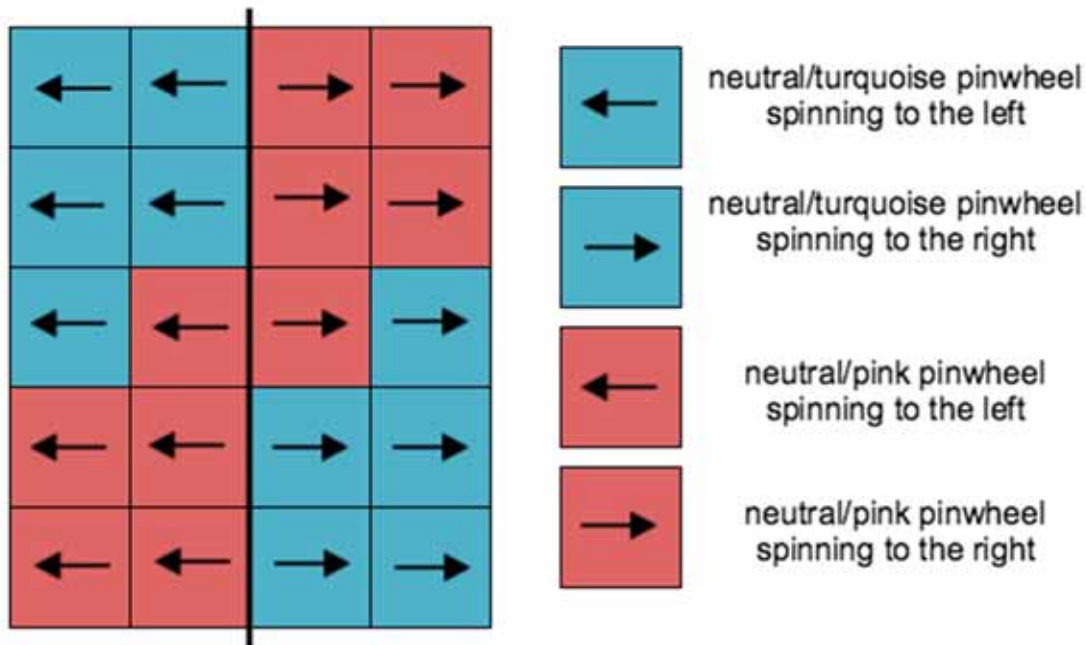 neutral/turquoise pinwheel
spinning to the left
neutral/turquoise pinwheel
spinning to the right
neutral/pink pinwheel
spinning to the left
neutral/pink pinwheel
spinning to the right